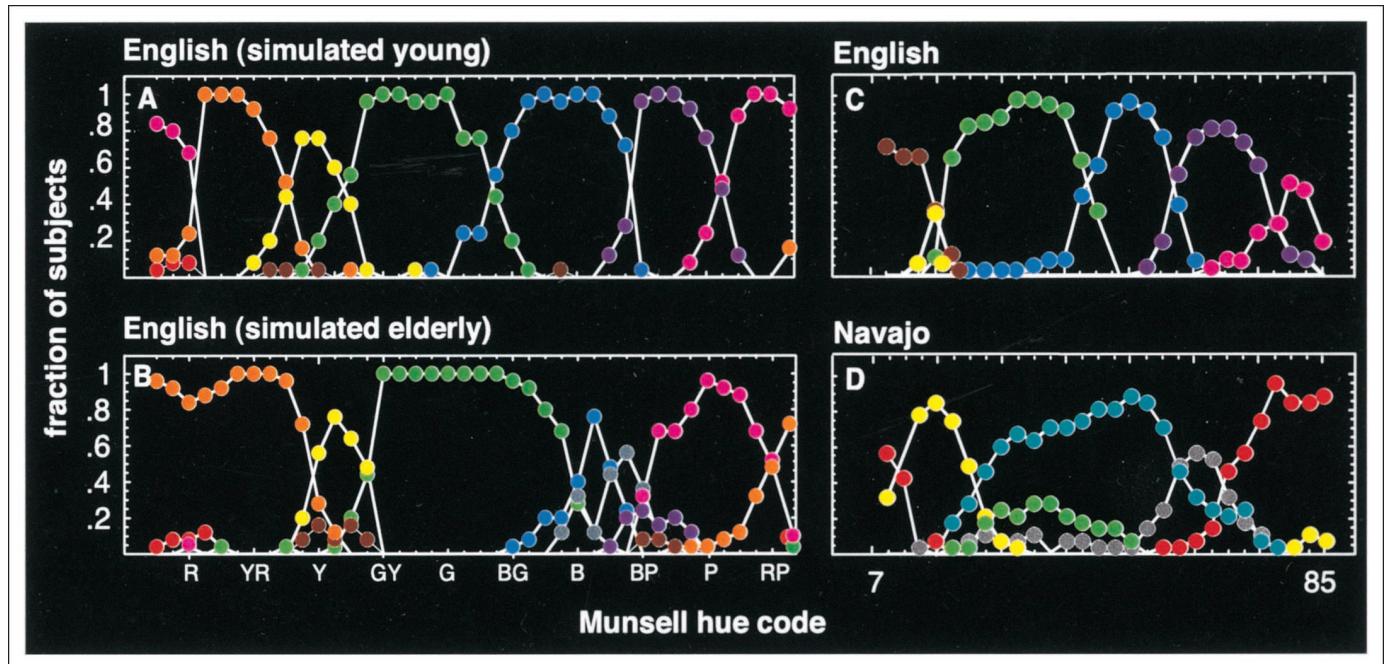 English (simulated young)
A
1
.8
.6
.4
.2
English
C
fraction of subjects
English (simulated elderly)
B
1
.8
.6
.4
.2
R YR Y GY G BG B BP P RP
Navajo
D
7 85
Munsell hue code